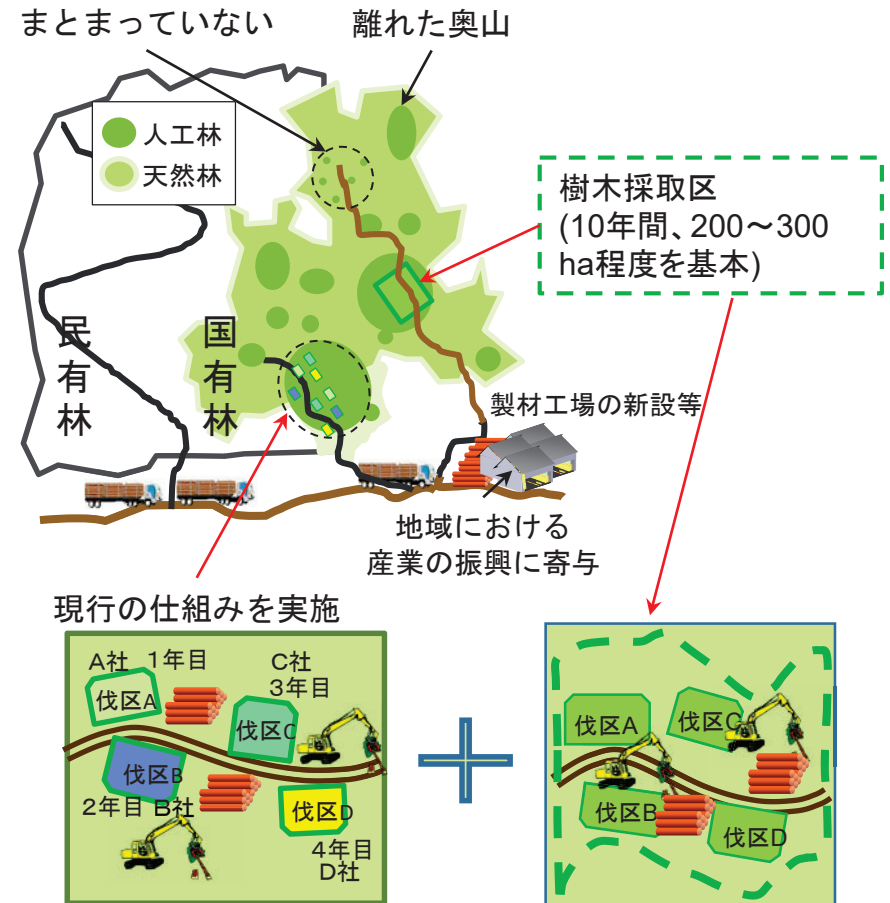 まとまっていない
離れた奥山
人工林
天然林
樹木採取区
(10年間、200～300
ha程度を基本)
民有林
国有林
製材工場の新設等
地域における
産業の振興に寄与
現行の仕組みを実施
A社 1年目
伐区A
C社
3年目
伐区C
伐区B
2年目 B社
伐区D
4年目
D社
伐区A
伐区C
伐区B
伐区D